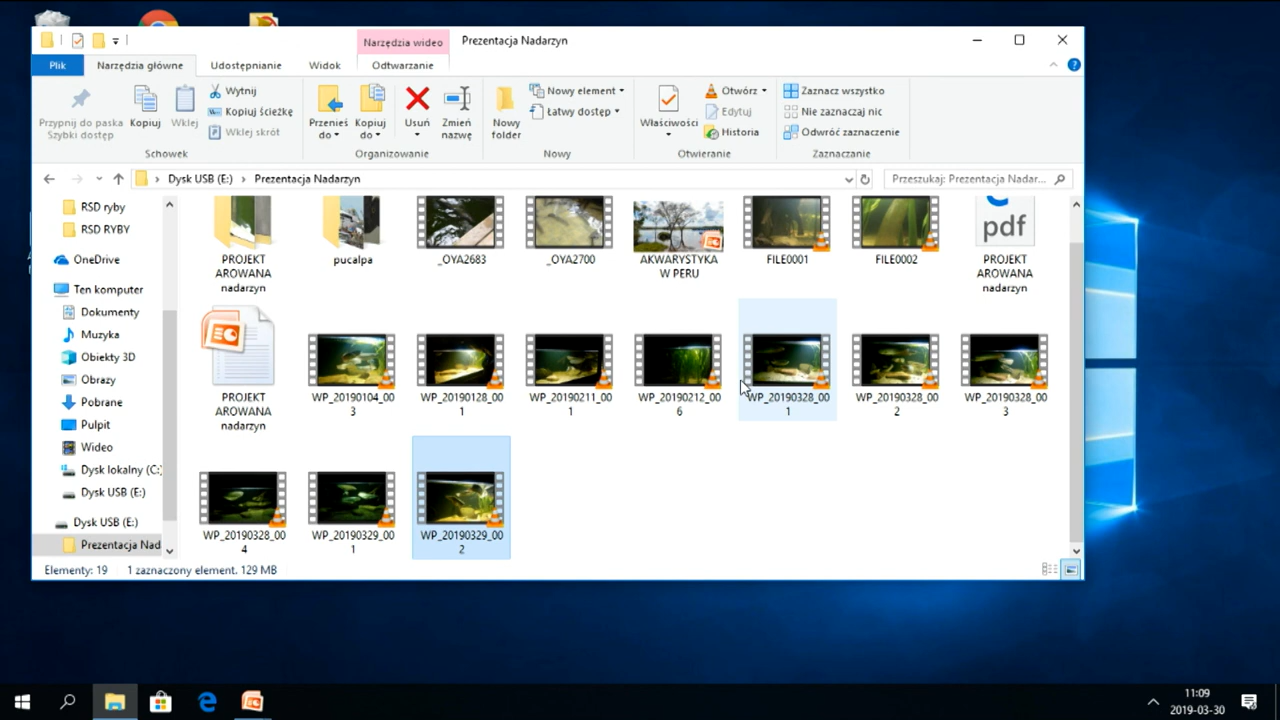 Narzędzia wideo
Prezentacja Nadarzyn
Plik
Narzędzia główne
Udostępnianie
Widok
Odtwarzanie
Przypnij do paska
Szybki dostęp
Kopiuj
Wklej
Wytnij
Kopiuj ścieżkę
Wklej skrót
Przenieś
do
Kopiuj
do
Usuń
Zmień
nazwę
Nowy
folder
Nowy element
Łatwy dostęp
Właściwości
Otwórz
Edytuj
Historia
Zaznacz wszystko
Nie zaznaczaj nic
Odwróć zaznaczenie
Schowek
Organizowanie
Nowy
Otwieranie
Zaznaczanie
Dysk USB (E:)
Prezentacja Nadarzyn
Przeszukaj: Prezentacja Nadar...
RSD ryby
RSD RYBY
OneDrive
Ten komputer
Dokumenty
Muzyka
Obiekty 3D
Obrazy
Pobrane
Pulpit
Wideo
Dysk lokalny (C:)
Dysk USB (E:)
Dysk USB (E:)
Prezentacja Nad
PROJEKT
AROWANA
nadarzyn
pucalpa
_OYA2683
_OYA2700
AKWARYSTYKA
W PERU
FILE0001
FILE0002
pdf
PROJEKT
AROWANA
nadarzyn
PROJEKT
AROWANA
nadarzyn
WP_20190104_00
3
WP_20190128_00
1
WP_20190211_00
1
WP_20190212_00
6
WP_20190328_00
1
WP_20190328_00
2
WP_20190328_00
3
WP_20190328_00
4
WP_20190329_00
1
WP_20190329_00
2
Elementy: 19
1 zaznaczony element. 129 MB
11:09
2019-03-30